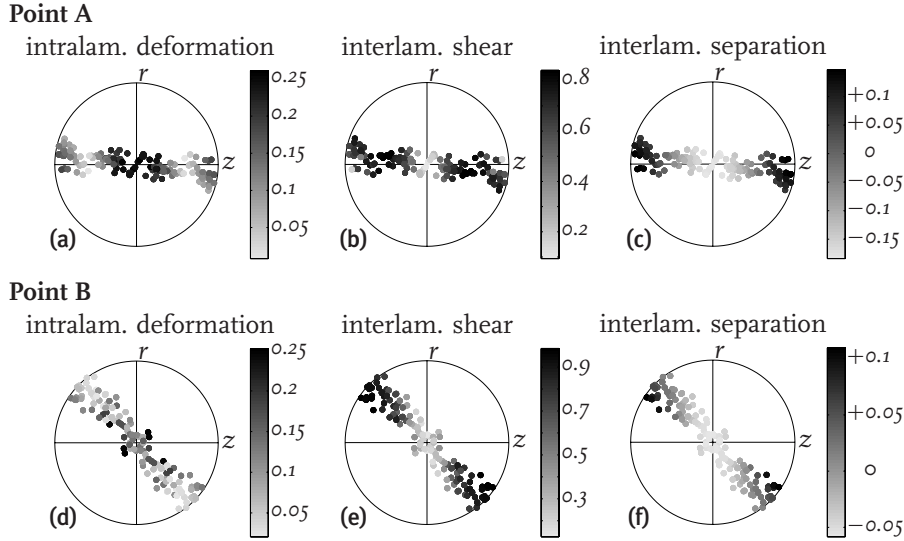 Point A
intralam. deformation
interlam. shear
interlam. separation
r
z
(a)
0.25
0.2
0.15
0.1
0.05
r
z
(b)
0.8
0.6
0.4
0.2
r
z
(c)
+0.1
+0.05
0
−0.05
−0.1
−0.15
Point B
intralam. deformation
interlam. shear
interlam. separation
r
z
(d)
0.25
0.2
0.15
0.1
0.05
r
z
(e)
0.9
0.7
0.5
0.3
r
z
(f)
+0.1
+0.05
0
−0.05